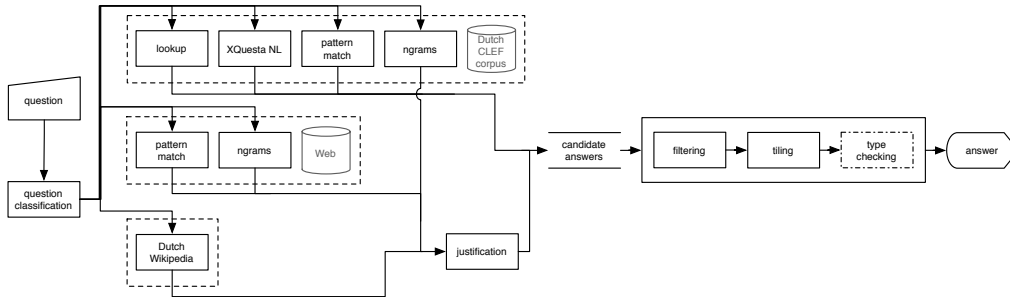 question
question
classification
lookup
XQuesta NL
pattern
match
ngrams
Dutch
CLEF
corpus
pattern
match
ngrams
Web
Dutch
Wikipedia
justification
candidate
answers
filtering
tiling
type
checking
answer